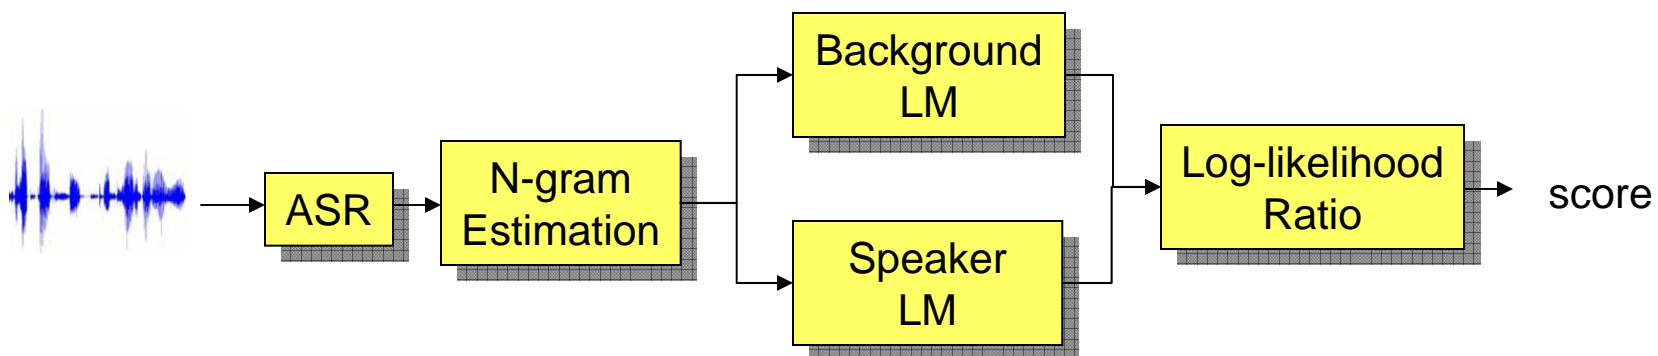 ASR
N-gram
Estimation
Background
LM
Speaker
LM
Log-likelihood
Ratio
score